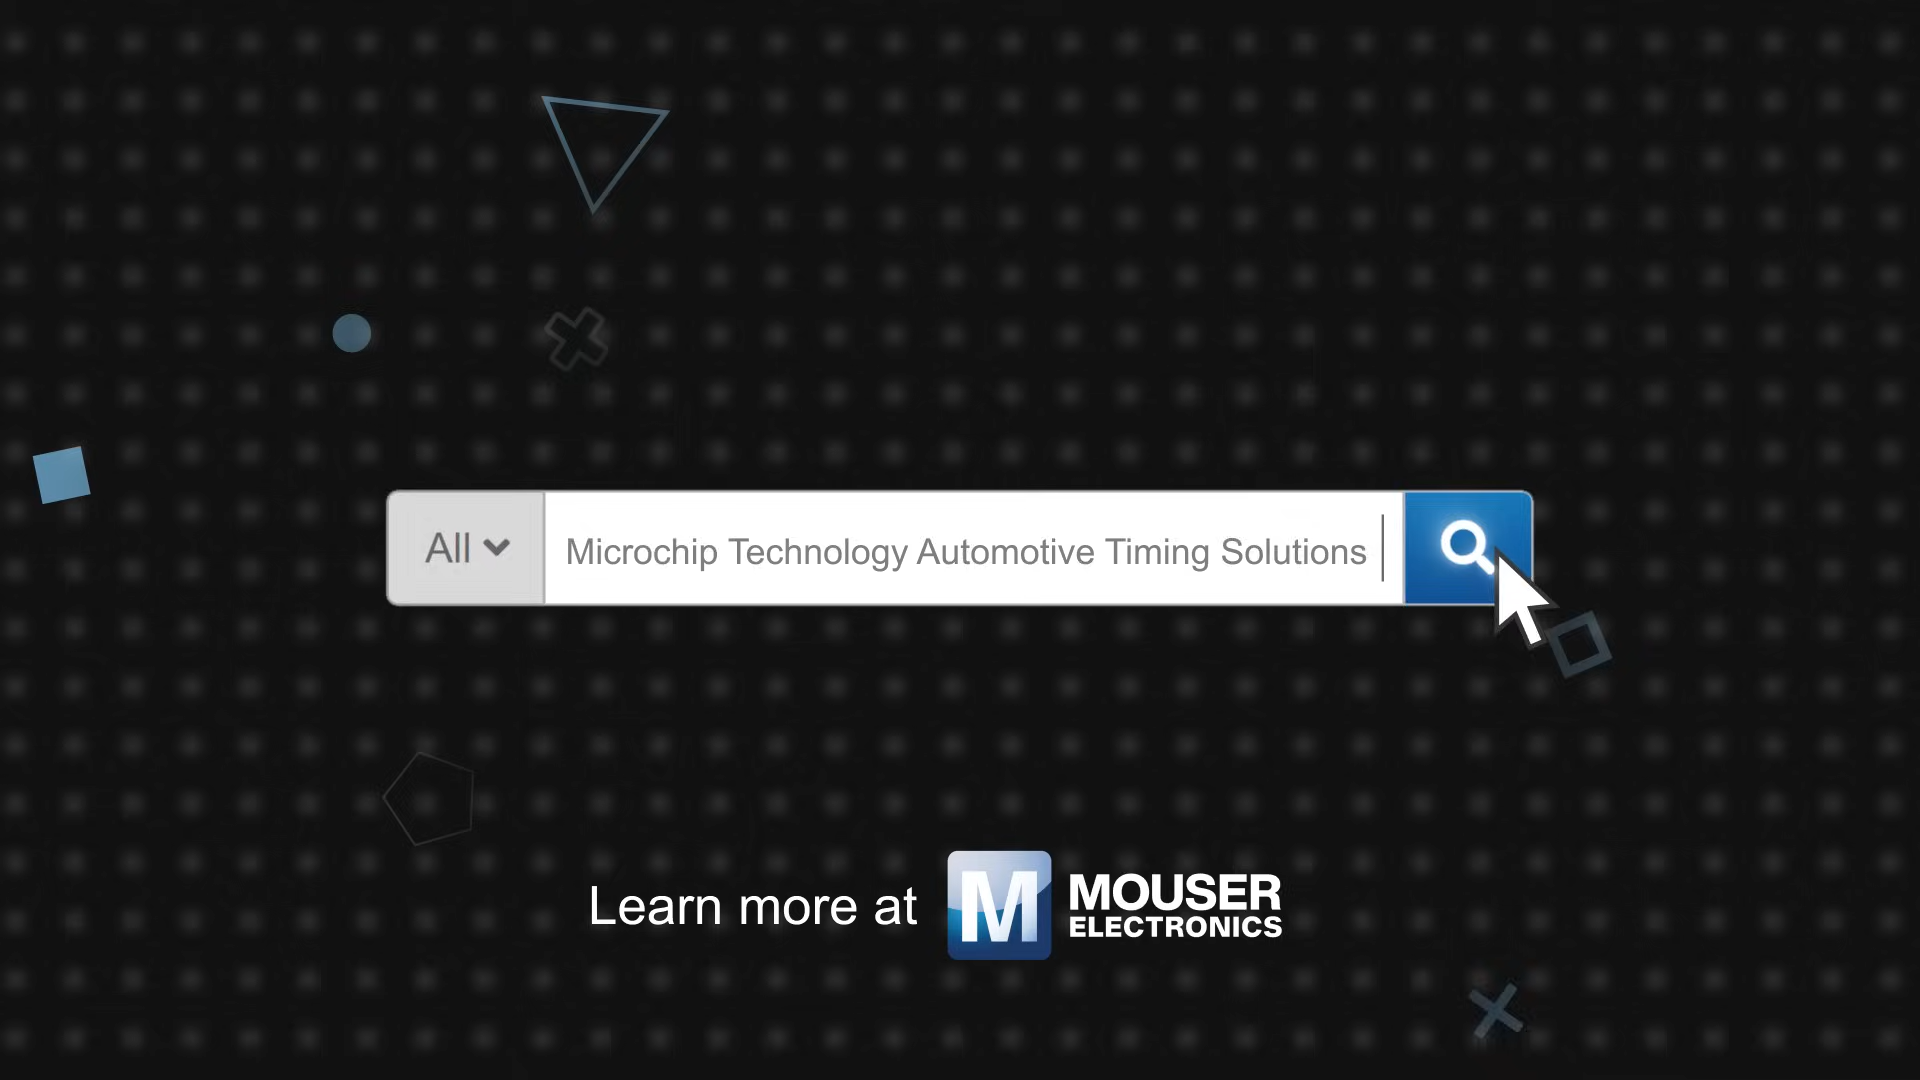 All
Microchip Technology Automotive Timing Solutions
Learn more at
M
MOUSER
ELECTRONICS